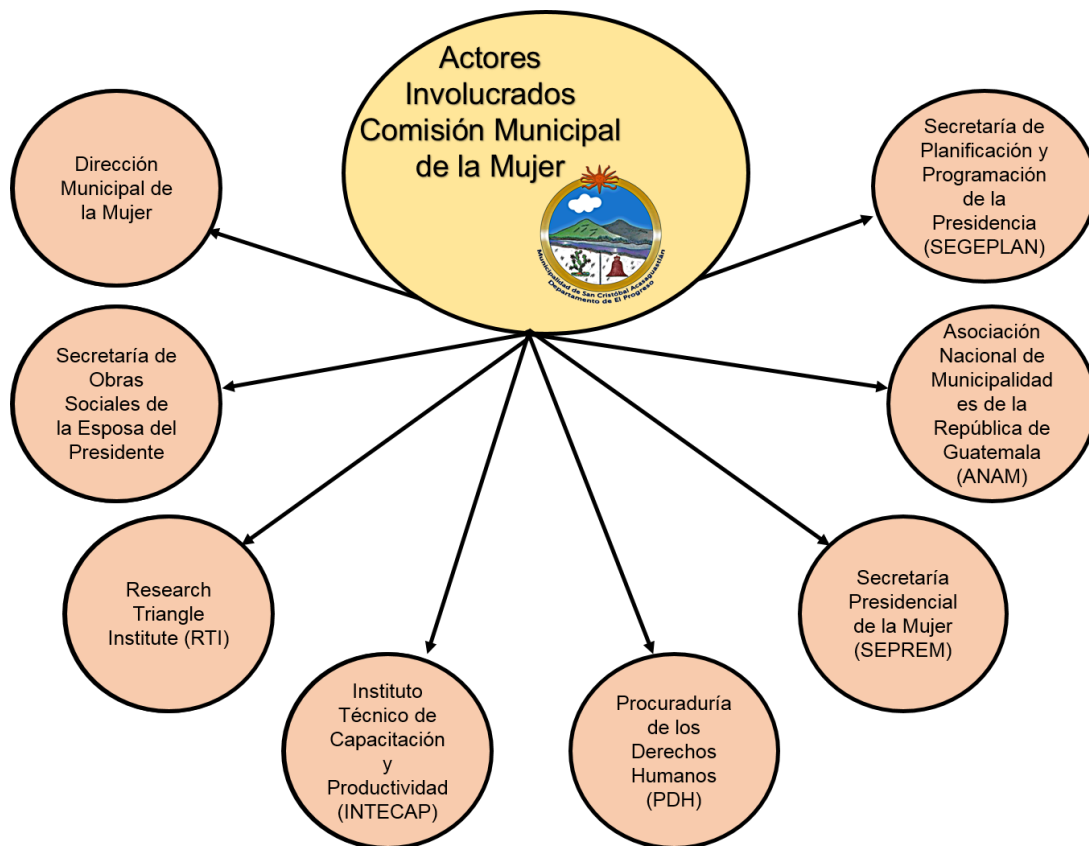 Actores
Involucrados
Comisión Municipal
de la Mujer
Municipalidad de San Cristóbal Acasaguastlán
Departamento de El Progreso
Dirección
Municipal de
la Mujer
Secretaría de
Obras
Sociales de
la Esposa del
Presidente
Research
Triangle
Institute (RTI)
Instituto
Técnico de
Capacitación
y
Productividad
(INTECAP)
Procuraduría
de los
Derechos
Humanos
(PDH)
Secretaría
Presidencial
de la Mujer
(SEPREM)
Asociación
Nacional de
Municipalidad
es de la
República de
Guatemala
(ANAM)
Secretaría de
Planificación y
Programación
de la
Presidencia
(SEGEPLAN)